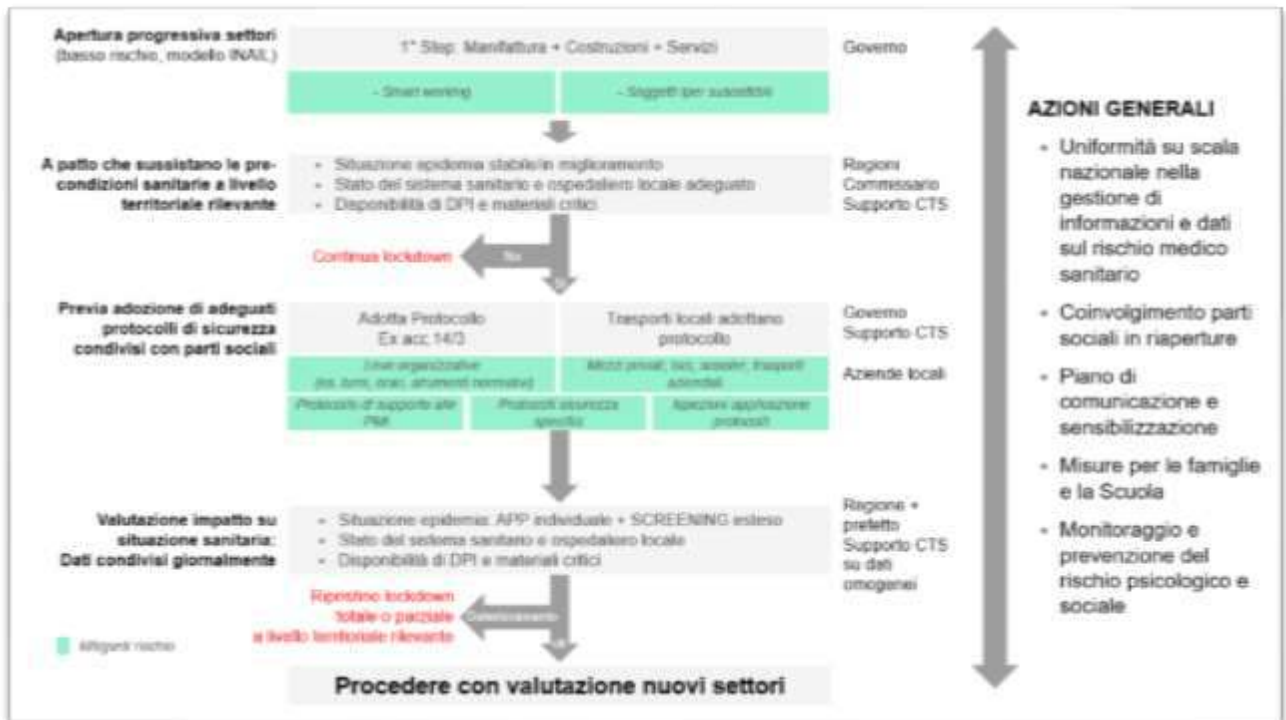 Apertura progressiva settori
(basso rischio, modello INAIL)
1° Step: Manifattura + Costruzioni + Servizi
Governo
- Smart working
- Soggetti iper suscettibili
A patto che sussistano le pre-
condizioni sanitarie a livello
territoriale rilevante
• Situazione epidemia stabile/in miglioramento
• Stato del sistema sanitario e ospedaliero locale adeguato
• Disponibilità di DPI e materiali critici
Regioni
Commissario
Supporto CTS
Continua lockdown
No
Previa adozione di adeguati
protocolli di sicurezza
condivisi con parti sociali
Adotta Protocollo
Ex acc 14/3
Trasporti locali adottano
protocollo
Governo
Supporto CTS
Leve organizzative
(es. turni, orari, strumenti normativi)
Mezzi privati, bici, scooter, trasporti
aziendali
Aziende locali
Protocollo di supporto alle
PMI
Protocolli sicurezza
specifici
Ispezioni applicazione
protocolli
Valutazione impatto su
situazione sanitaria:
Dati condivisi giornalmente
• Situazione epidemia: APP individuale + SCREENING esteso
• Stato del sistema sanitario e ospedaliero locale
• Disponibilità di DPI e materiali critici
Regione +
prefetto
Supporto CTS
su dati
omogenei
Ripristino lockdown
totale o parziale
a livello territoriale rilevante
Deterioramento
Mitiganti rischio
Procedere con valutazione nuovi settori
AZIONI GENERALI
• Uniformità su scala
nazionale nella
gestione di
informazioni e dati
sul rischio medico
sanitario
• Coinvolgimento parti
sociali in riaperture
• Piano di
comunicazione e
sensibilizzazione
• Misure per le famiglie
e la Scuola
• Monitoraggio e
prevenzione del
rischio psicologico e
sociale